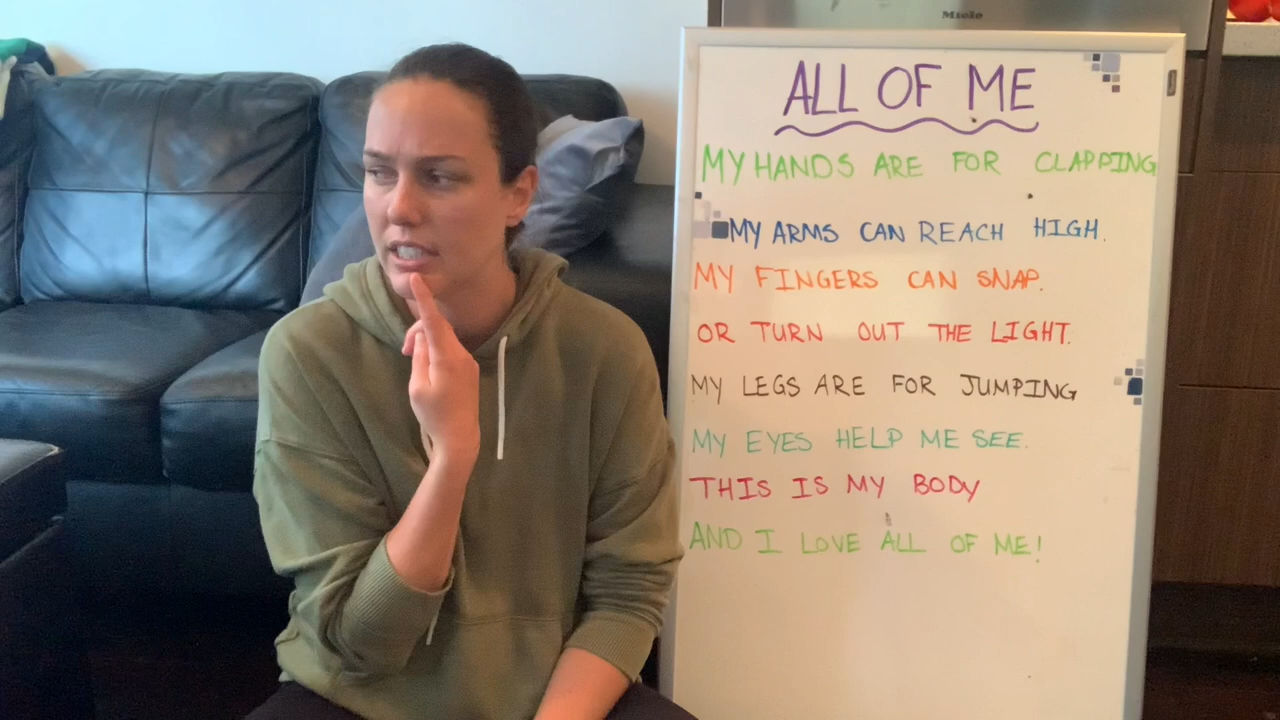 Miele
ALL OF ME
MY HANDS ARE FOR CLAPPING
MY ARMS CAN REACH HIGH.
MY FINGERS CAN SNAP.
OR TURN OUT THE LIGHT.
MY LEGS ARE FOR JUMPING
MY EYES HELP ME SEE.
THIS IS MY BODY
AND I LOVE ALL OF ME!